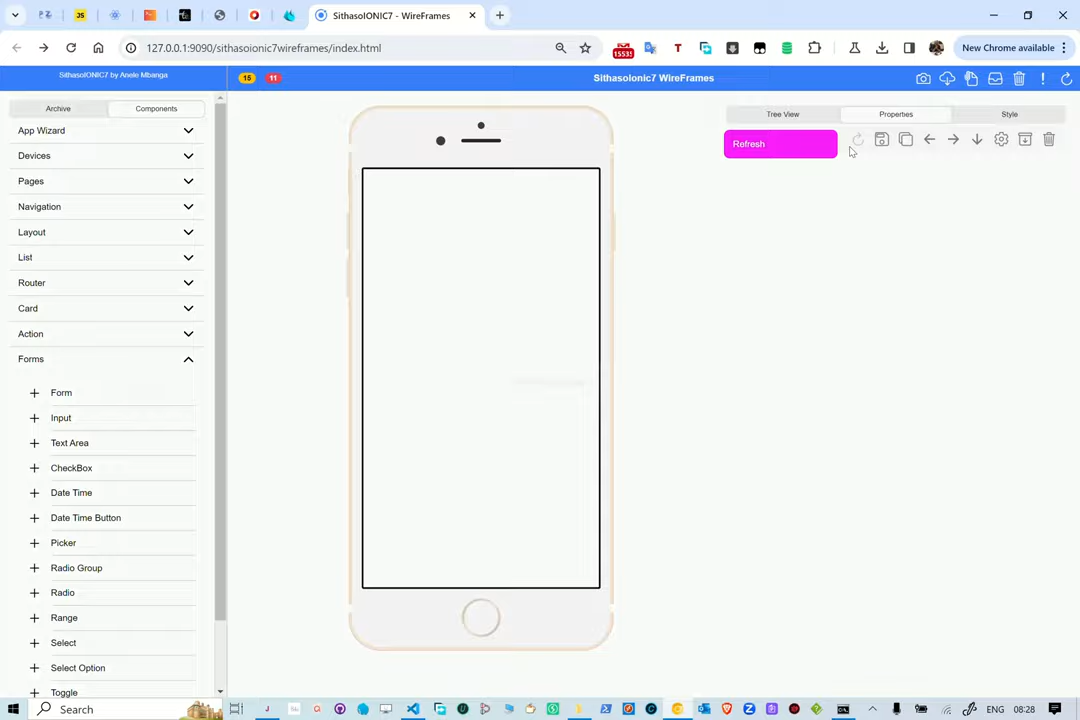 SithasoIONIC7 - WireFrames
127.0.0.1:9090/sithasoionic7wireframes/index.html
1553!
New Chrome available
SithasoIONIC7 by Anele Mbanga
15
11
SithasoIonic7 WireFrames
Archive
Components
App Wizard
Devices
Pages
Navigation
Layout
List
Router
Card
Action
Forms
Form
Input
Text Area
CheckBox
Date Time
Date Time Button
Picker
Radio Group
Radio
Range
Select
Select Option
Toggle
Tree View
Properties
Style
Refresh
Search
ENG
08:28